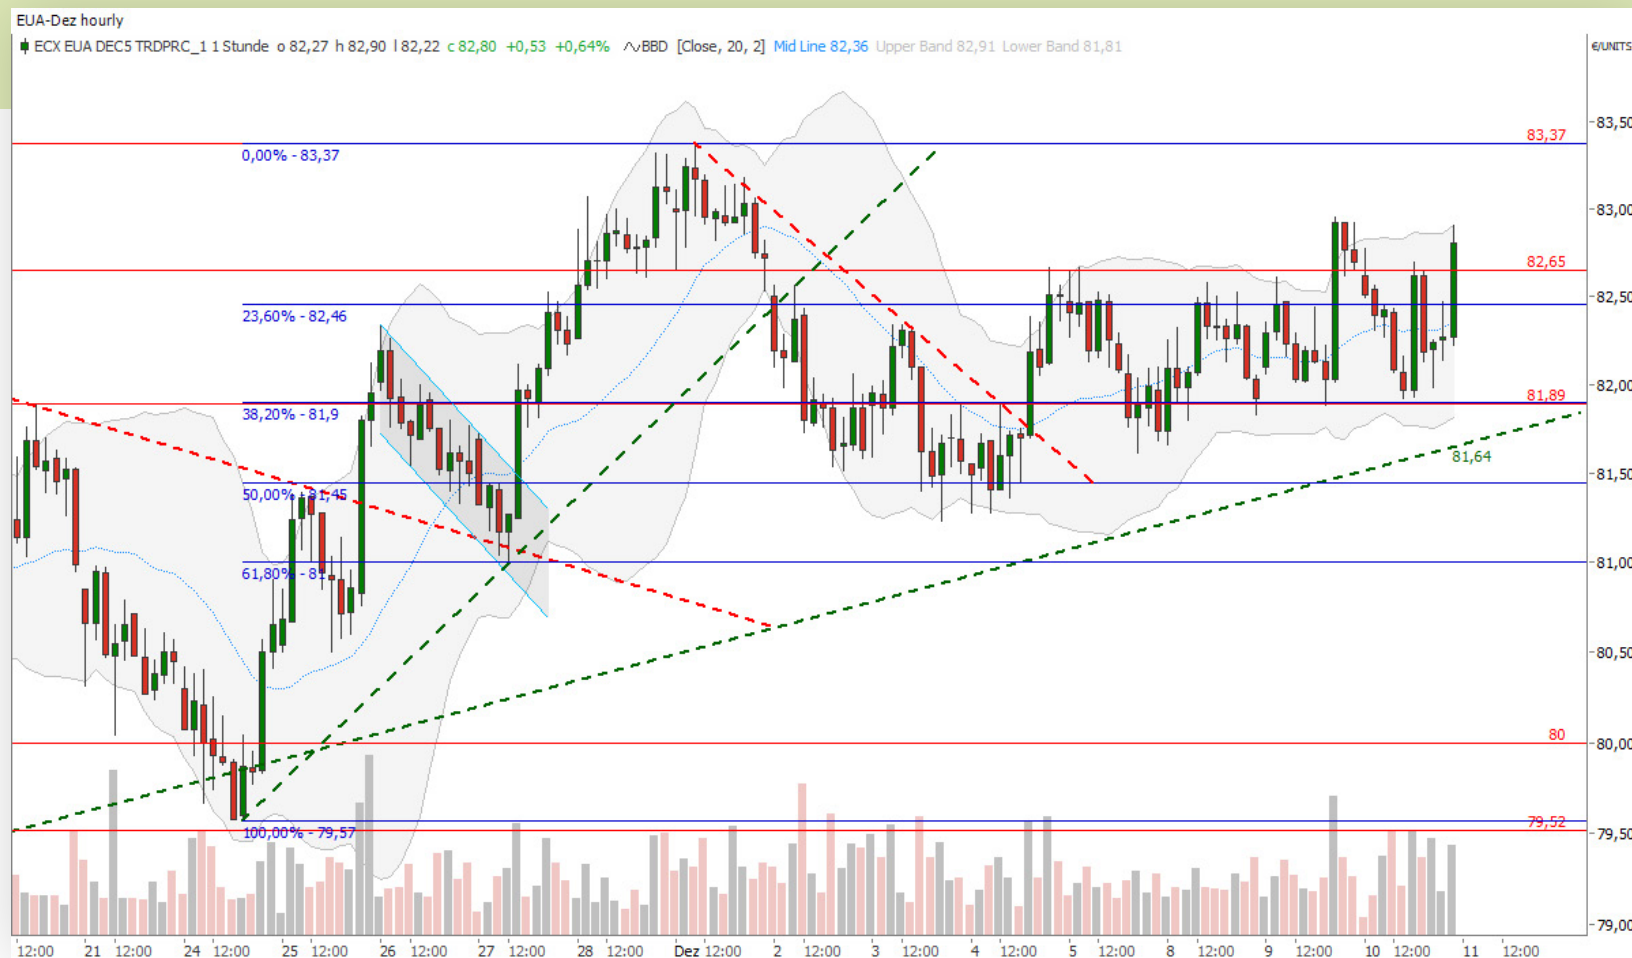 EUA-Dez hourly
ECX EUA DEC5 TRDPRC_1 1 Stunde o 82,27 h 82,90 l 82,22 c 82,80 +0,53 +0,64% BBD [Close, 20, 2] Mid Line 82,36 Upper Band 82,91 Lower Band 81,81
€/UNITS
83,50
83,37
0,00% - 83,37
83,00
82,65
82,50
23,60% - 82,46
82,00
81,89
38,20% - 81,9
81,64
81,50
50,00% - 81,45
81,00
61,80% - 81
80,50
80
80,00
79,52
100,00% - 79,57
79,50
79,00
12:00 21 12:00 24 12:00 25 12:00 26 12:00 27 12:00 28 12:00 Dez 12:00 2 12:00 3 12:00 4 12:00 5 12:00 8 12:00 9 12:00 10 12:00 11 12:00